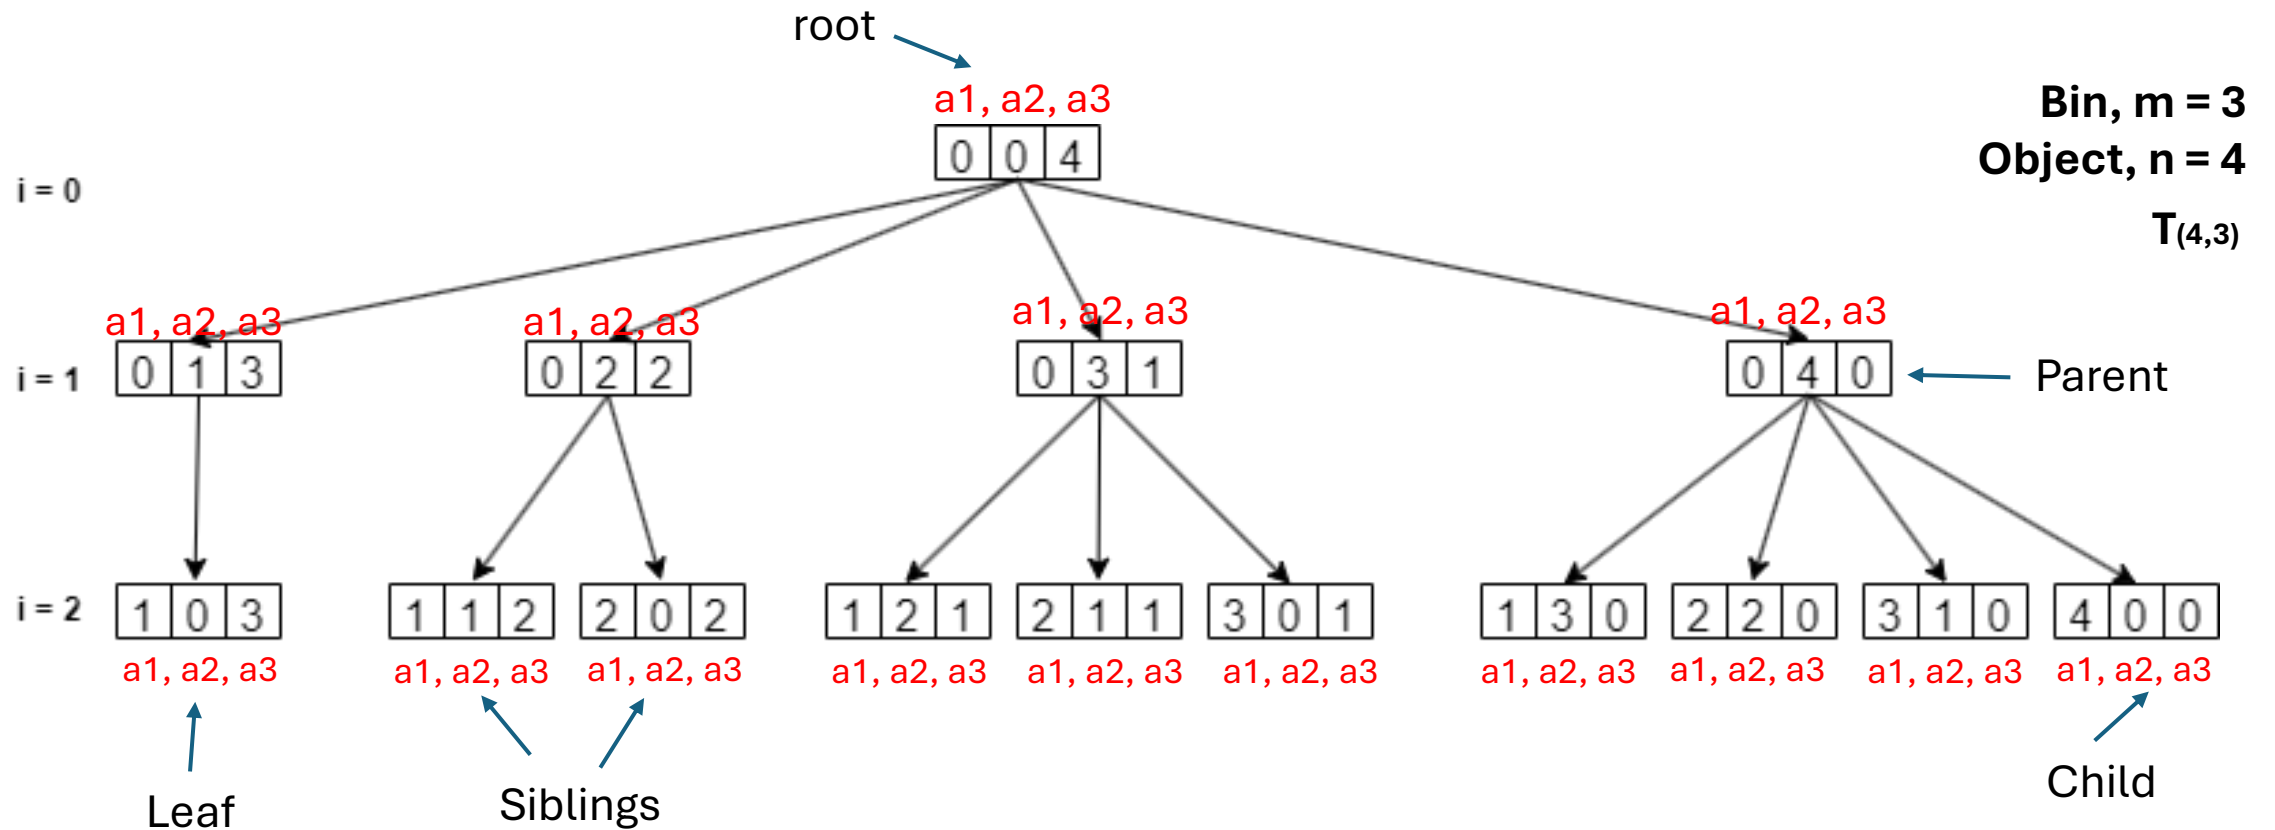 root
a1, a2, a3
Bin, m = 3
0 0 4
Object, n = 4
i = 0
T(4,3)
a1, a2, a3 a1, a2, a3 a1, a2, a3 a1, a2, a3
i = 1 0 1 3 0 2 2 0 3 1 0 4 0 Parent
i = 2 1 0 3 1 1 2 2 0 2 1 2 1 2 1 1 3 0 1 1 3 0 2 2 0 3 1 0 4 0 0
a1, a2, a3 a1, a2, a3 a1, a2, a3 a1, a2, a3 a1, a2, a3 a1, a2, a3 a1, a2, a3 a1, a2, a3 a1, a2, a3 a1, a2, a3
Leaf Siblings Child